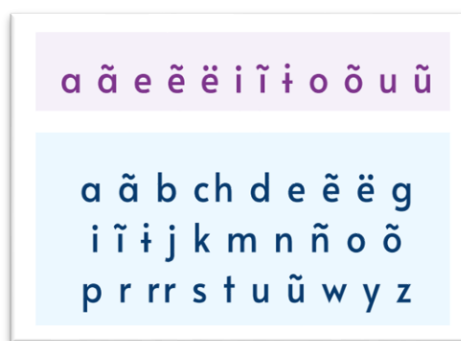 a ã e ẽ ë i ĩ ɨ o õ u ũ
a ã b ch d e ẽ ë g
i ĩ ɨ j k m n ñ o õ
p r rr s t u ũ w y z